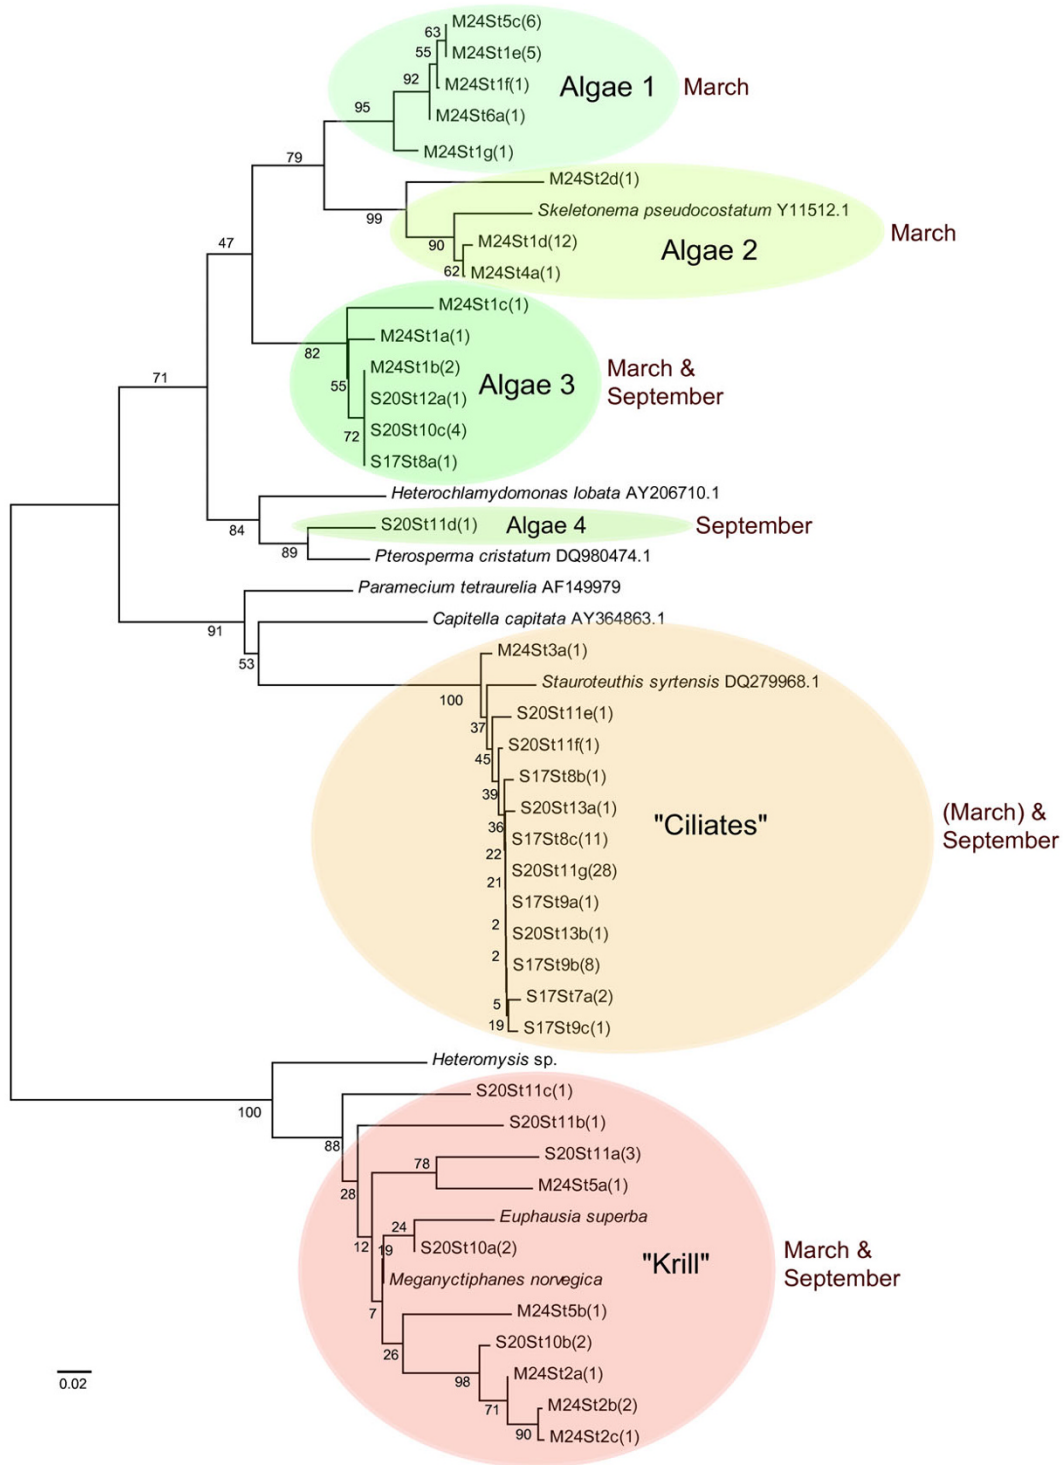 M24St5c(6)
63
M24St1e(5)
55
M24St1f(1)
92
Algae 1
March
95
M24St6a(1)
M24St1g(1)
79
M24St2d(1)
99
Skeletonema pseudocostatum Y11512.1
90
M24St1d(12)
Algae 2
March
47
62
M24St4a(1)
M24St1c(1)
82
M24St1a(1)
55
M24St1b(2)
Algae 3
March &
September
71
S20St12a(1)
72
S20St10c(4)
S17St8a(1)
Heterochlamydomonas lobata AY206710.1
84
S20St11d(1)
Algae 4
September
89
Pterosperma cristatum DQ980474.1
Paramecium tetraurelia AF149979
91
Capitella capitata AY364863.1
53
M24St3a(1)
100
Stauroteuthis syrtensis DQ279968.1
37
S20St11e(1)
45
S20St11f(1)
39
S17St8b(1)
36
S20St13a(1)
"Ciliates"
(March) &
September
22
S17St8c(11)
21
S20St11g(28)
S17St9a(1)
2
S20St13b(1)
2
S17St9b(8)
5
S17St7a(2)
19
S17St9c(1)
Heteromysis sp.
100
S20St11c(1)
88
S20St11b(1)
28
78
S20St11a(3)
M24St5a(1)
12
24
Euphausia superba
19
S20St10a(2)
"Krill"
March &
September
Meganyctiphanes norvegica
7
M24St5b(1)
26
S20St10b(2)
98
M24St2a(1)
71
M24St2b(2)
90
M24St2c(1)
0.02